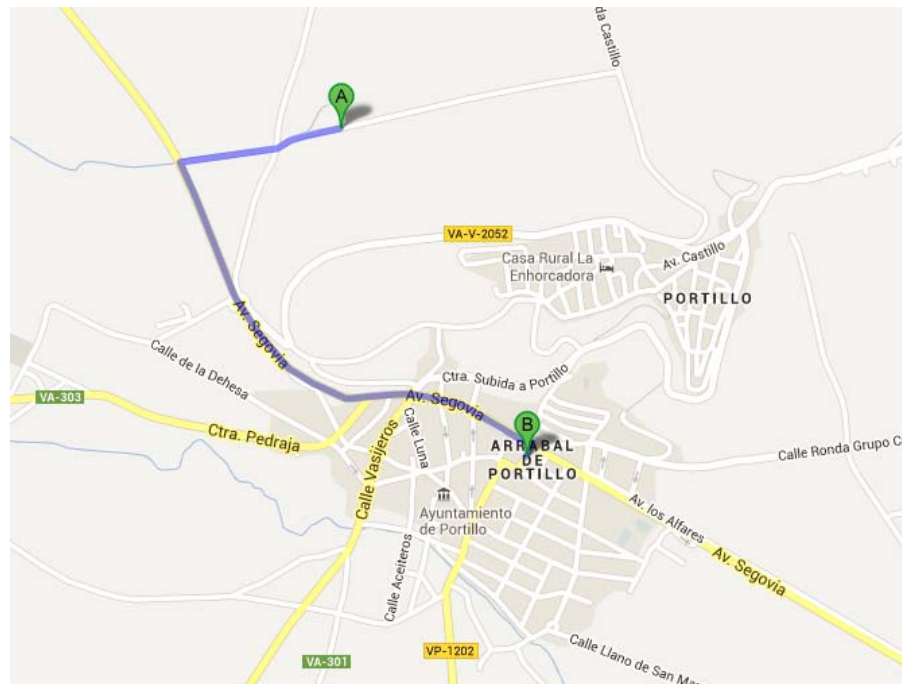 da Castillo
A
VA-V-2052
Casa Rural La
Enhorcadora
Av. Castillo
PORTILLO
Av. Segovia
Calle de la Dehesa
Ctra. Subida a Portillo
VA-303
Av. Segovia
B
Ctra. Pedraja
Calle Luna
Calle Vasijeros
ARRABAL
DE
PORTILLO
Calle Ronda Grupo C
Ayuntamiento
de Portillo
Av. los Alfares
Av. Segovia
Calle Aceiteros
VP-1202
VA-301
Calle Llano de San Ma